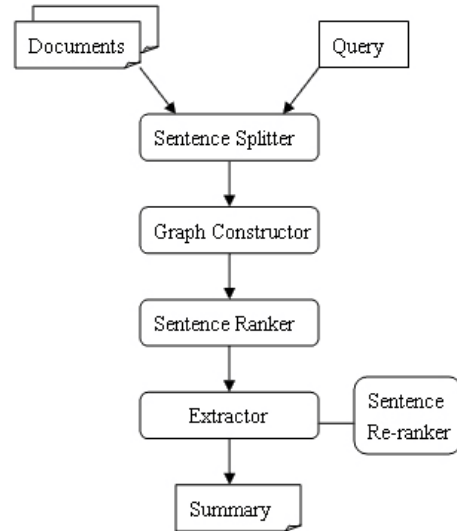 Documents
Query
Sentence Splitter
Graph Constructor
Sentence Ranker
Extractor
Sentence
Re-ranker
Summary